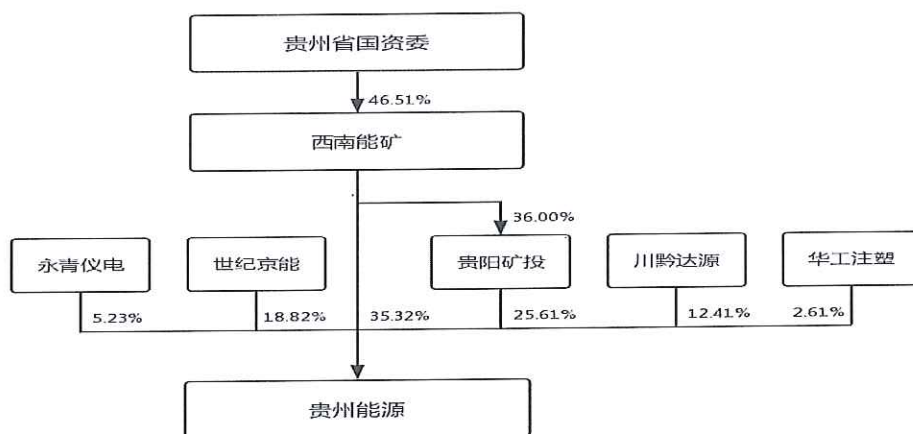 贵州省国资委
46.51%
西南能矿
36.00%
永青仪电
世纪京能
贵阳矿投
川黔达源
华工注塑
5.23%
18.82%
35.32%
25.61%
12.41%
2.61%
贵州能源